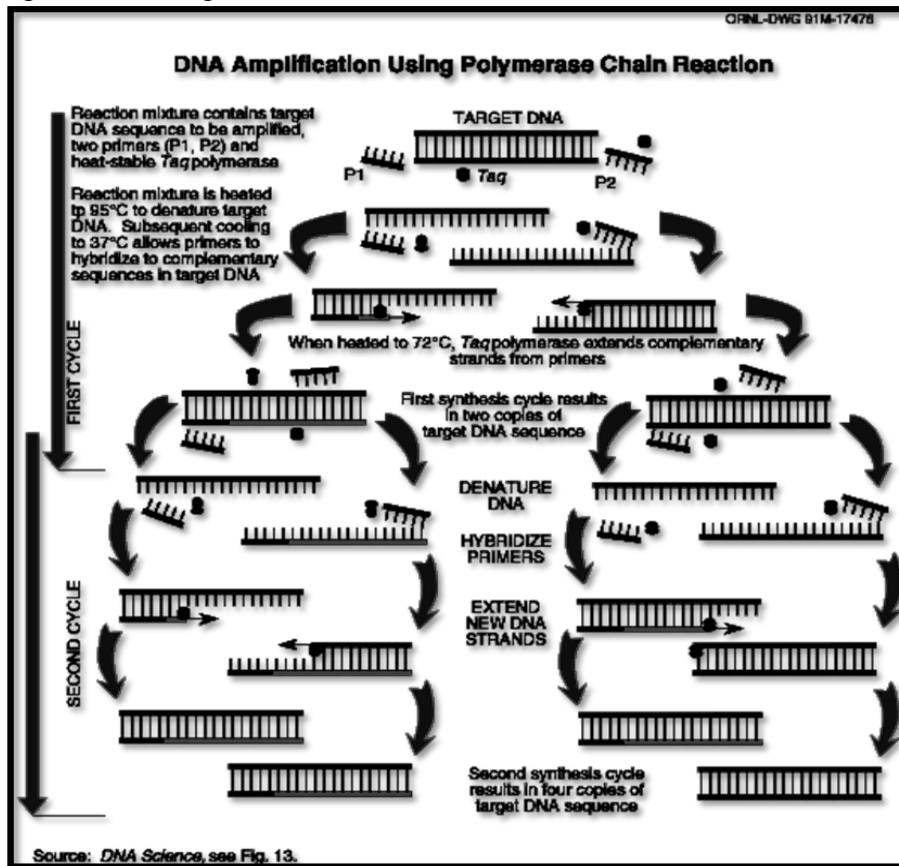 ORNL-DWG 91M-17476
DNA Amplification Using Polymerase Chain Reaction
Reaction mixture contains target
DNA sequence to be amplified,
two primers (P1, P2) and
heat-stable Taq polymerase
TARGET DNA
P1
Taq
P2
Reaction mixture is heated
tp 95°C to denature target
DNA. Subsequent cooling
to 37°C allows primers to
hybridize to complementary
sequences in target DNA
When heated to 72°C, Taq polymerase extends complementary
strands from primers
FIRST CYCLE
First synthesis cycle results
in two copies of
target DNA sequence
DENATURE
DNA
HYBRIDIZE
PRIMERS
EXTEND
NEW DNA
STRANDS
SECOND CYCLE
Second synthesis cycle
results in four copies of
target DNA sequence
Source: DNA Science, see Fig. 13.